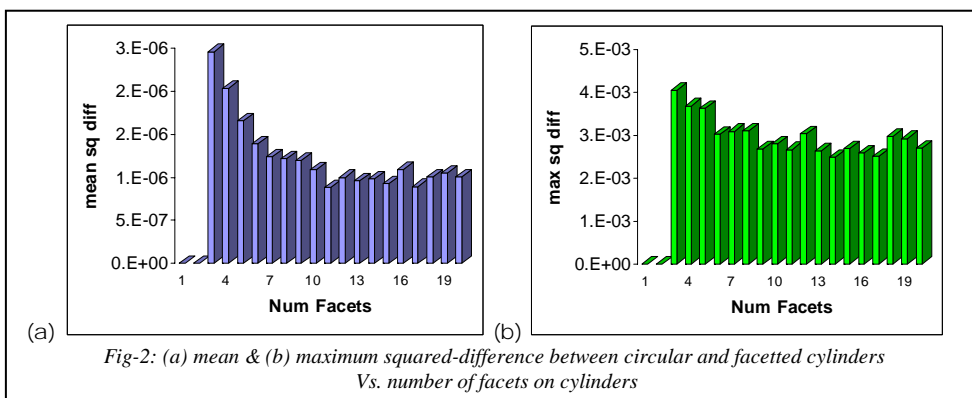 3.E-06
2.E-06
2.E-06
1.E-06
5.E-07
0.E+00
mean sq diff
1 4 7 10 13 16 19
Num Facets
(a)
5.E-03
4.E-03
3.E-03
2.E-03
1.E-03
0.E+00
max sq diff
1 4 7 10 13 16 19
Num Facets
(b)
Fig-2: (a) mean & (b) maximum squared-difference between circular and facetted cylinders
Vs. number of facets on cylinders